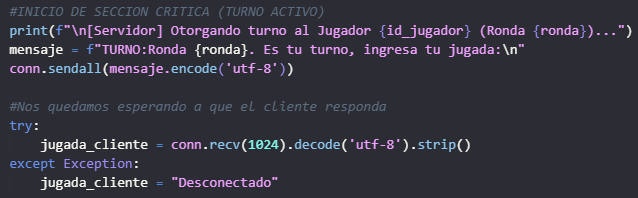 #INICIO DE SECCION CRITICA (TURNO ACTIVO)
print(f"\n[Servidor] Otorgando turno al Jugador {id_jugador} (Ronda {ronda})...")
mensaje = f"TURNO:Ronda {ronda}. Es tu turno, ingresa tu jugada:\n"
conn.sendall(mensaje.encode('utf-8'))

#Nos quedamos esperando a que el cliente responda
try:
    jugada_cliente = conn.recv(1024).decode('utf-8').strip()
except Exception:
    jugada_cliente = "Desconectado"